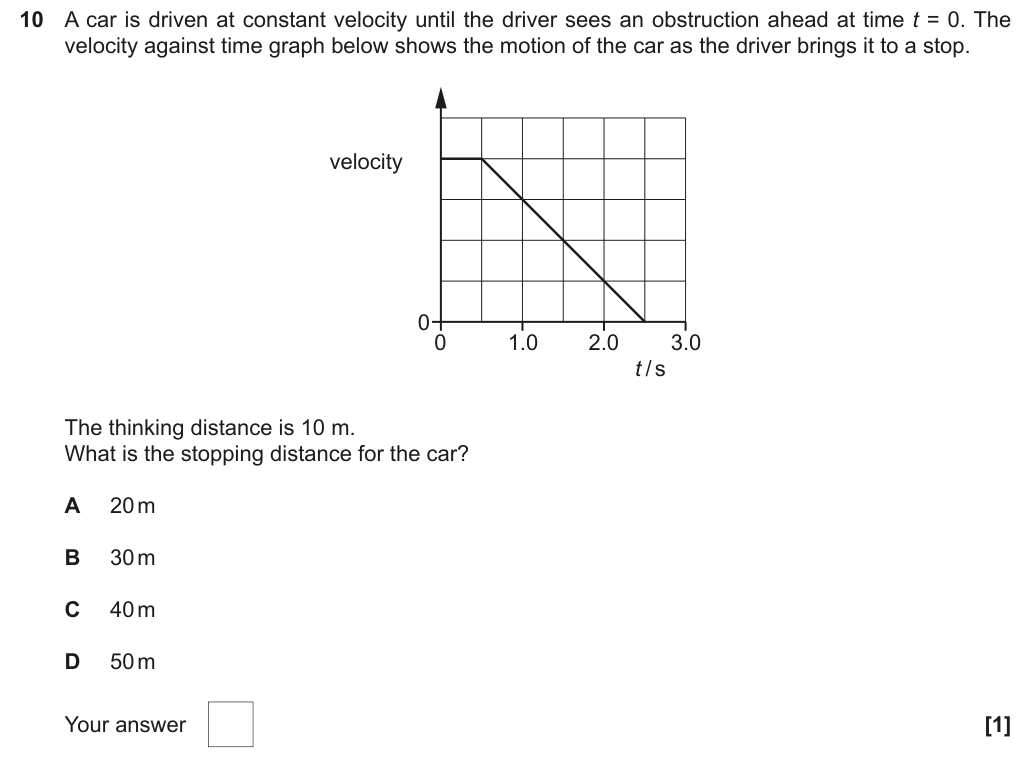 10 A car is driven at constant velocity until the driver sees an obstruction ahead at time t = 0. The
velocity against time graph below shows the motion of the car as the driver brings it to a stop.
velocity
0
0 1.0 2.0 3.0
t / s
The thinking distance is 10 m.
What is the stopping distance for the car?
A 20 m
B 30 m
C 40 m
D 50 m
Your answer [1]